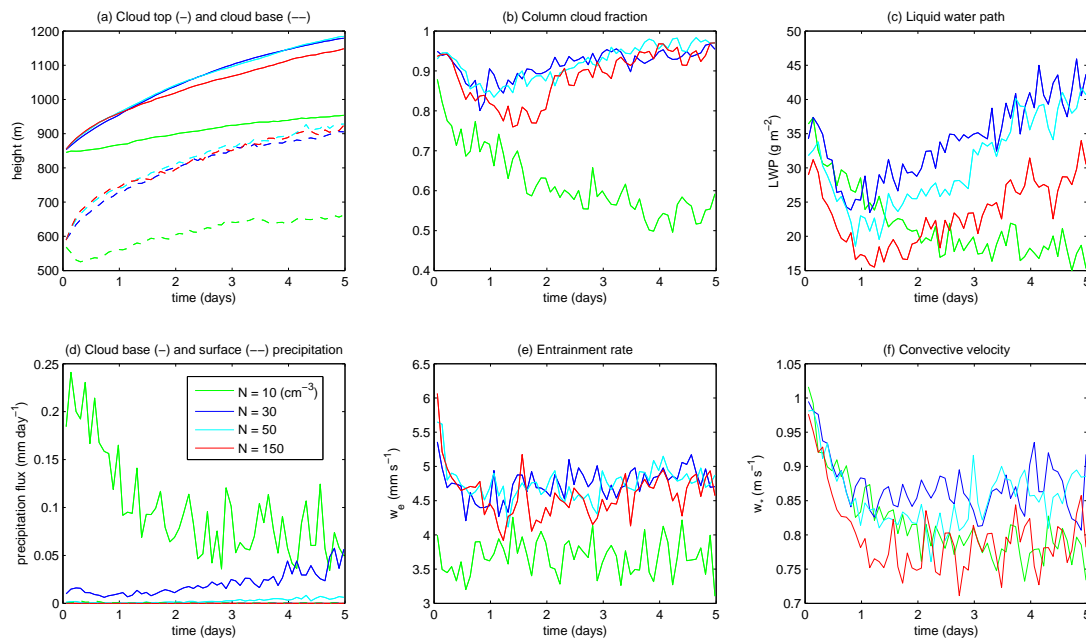 (a) Cloud top (-) and cloud base (--)
1200
1100
1000
900
800
700
600
500
height (m)
0 1 2 3 4 5
time (days)
(b) Column cloud fraction
1
0.9
0.8
0.7
0.6
0.5
0.4
0 1 2 3 4 5
time (days)
(c) Liquid water path
50
45
40
35
30
25
20
15
LWP (g m⁻²)
0 1 2 3 4 5
time (days)
(d) Cloud base (-) and surface (--) precipitation
0.25
0.2
0.15
0.1
0.05
0
precipitation flux (mm day⁻¹)
N = 10 (cm⁻³)
N = 30
N = 50
N = 150
0 1 2 3 4 5
time (days)
(e) Entrainment rate
6.5
6
5.5
5
4.5
4
3.5
3
wₑ (mm s⁻¹)
0 1 2 3 4 5
time (days)
(f) Convective velocity
1.05
1
0.95
0.9
0.85
0.8
0.75
0.7
w* (m s⁻¹)
0 1 2 3 4 5
time (days)